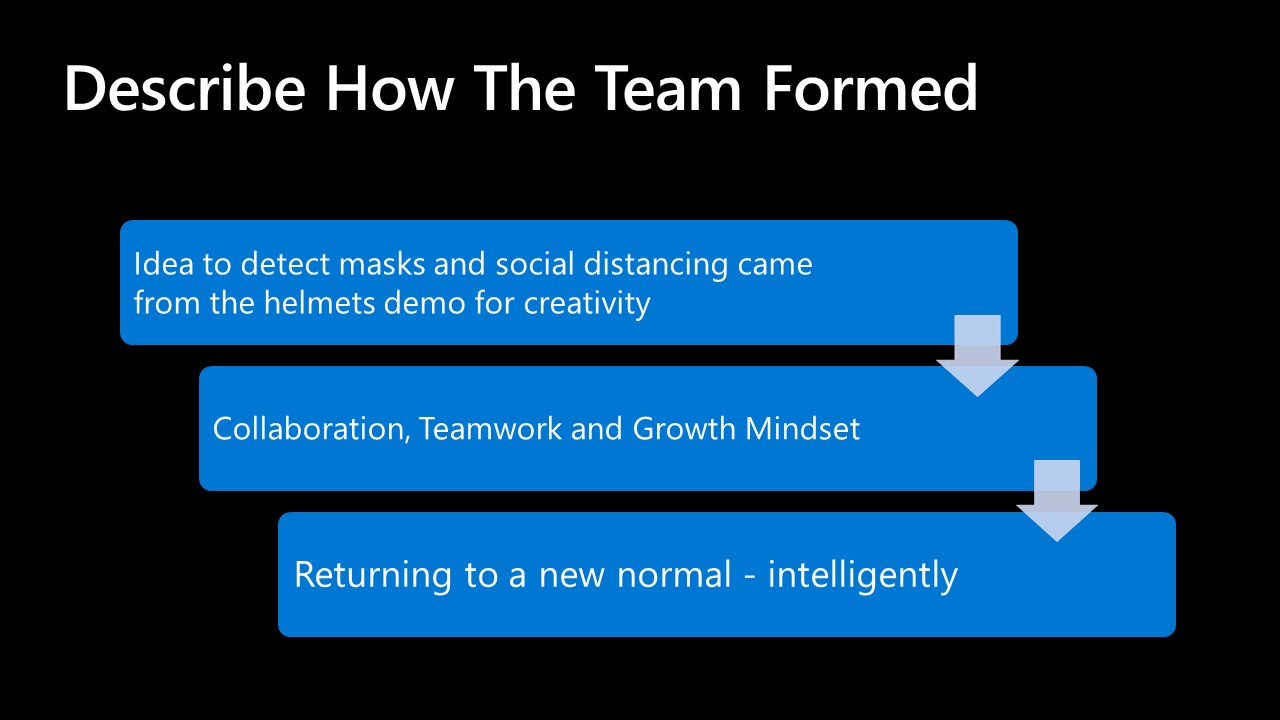 Describe How The Team Formed
Idea to detect masks and social distancing came
from the helmets demo for creativity
Collaboration, Teamwork and Growth Mindset
Returning to a new normal - intelligently